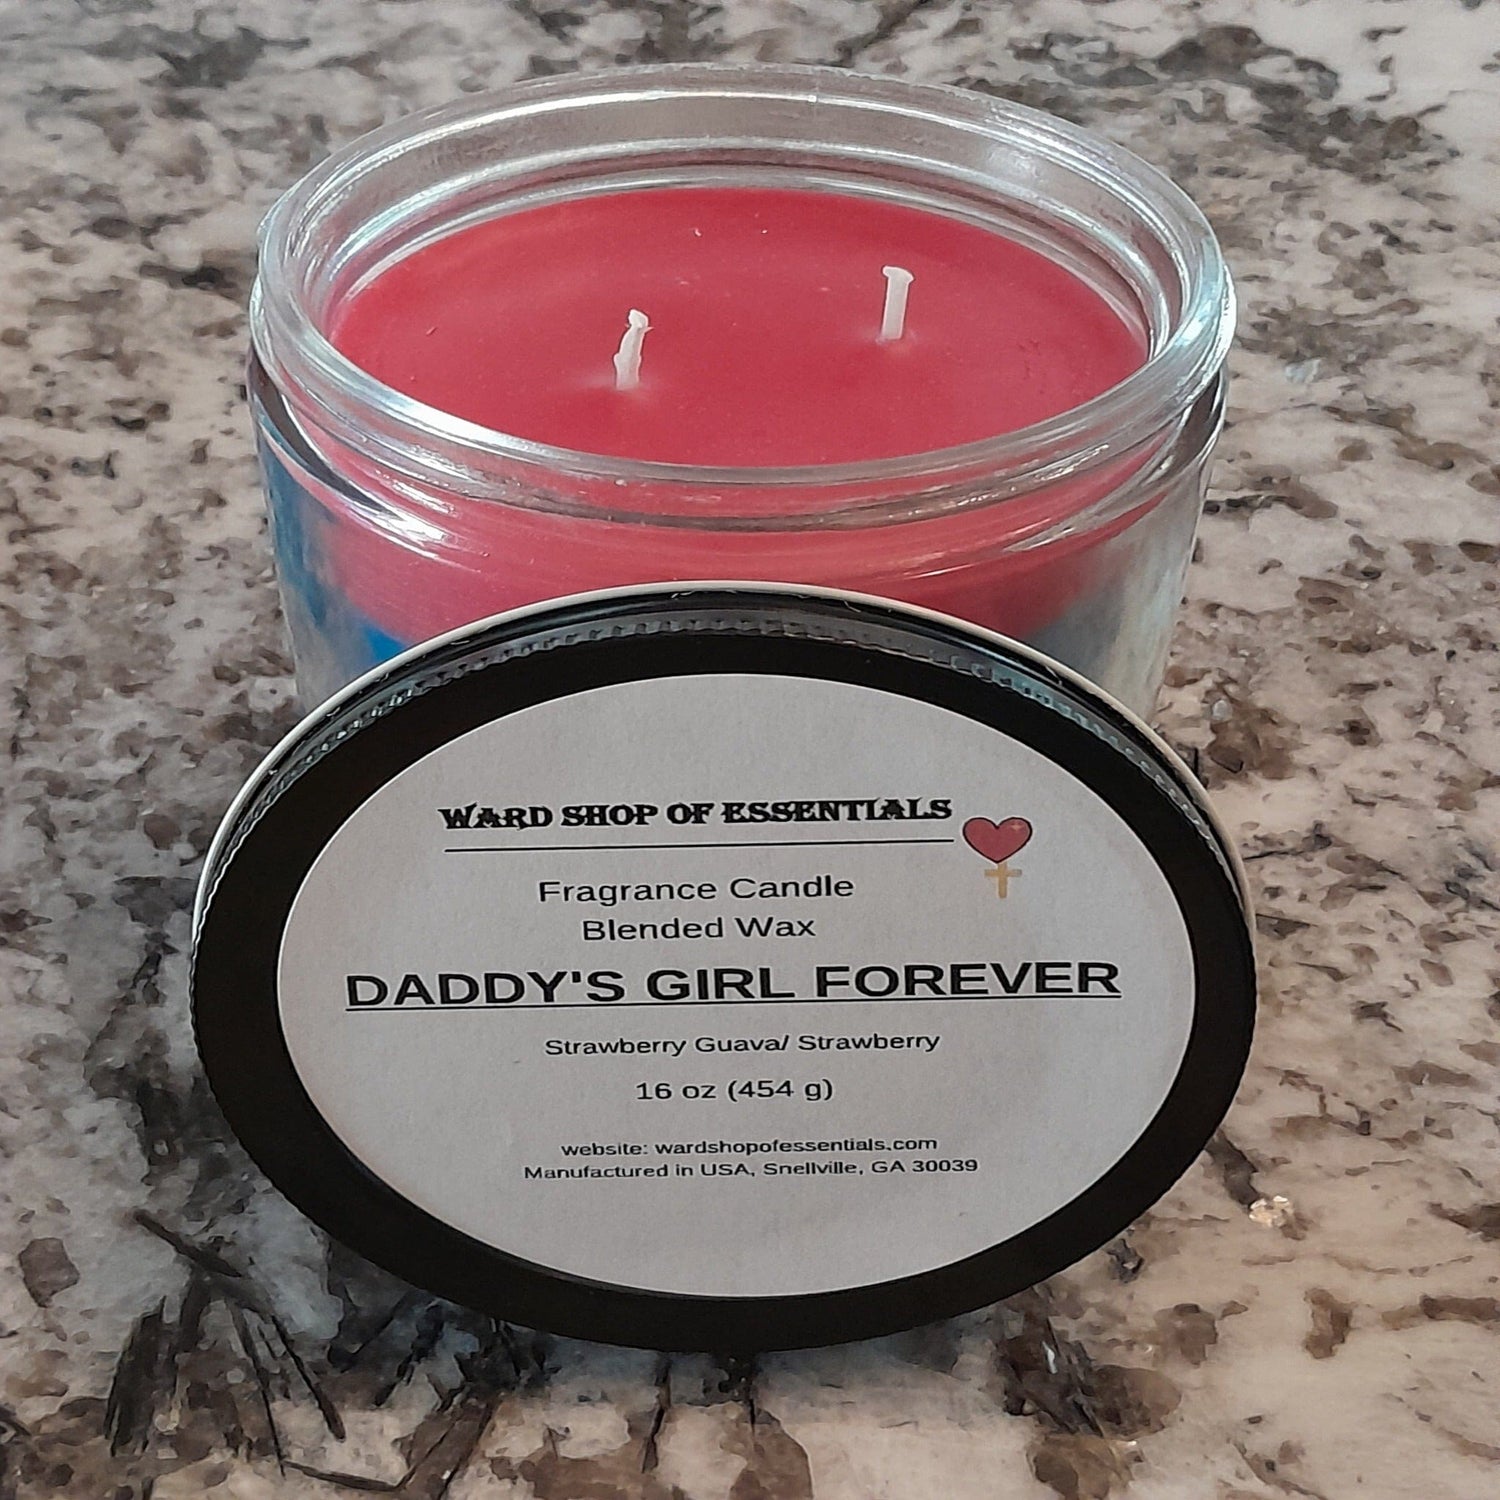 WARD SHOP OF ESSENTIALS
Fragrance Candle
Blended Wax
DADDY'S GIRL FOREVER
Strawberry Guava/ Strawberry
16 oz (454 g)
website: wardshopofessentials.com
Manufactured in USA, Snellville, GA 30039